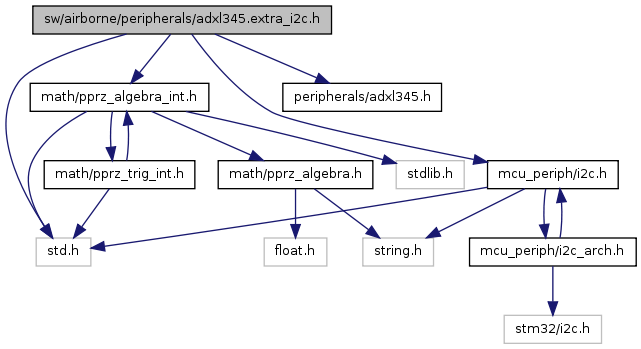 sw/airborne/peripherals/adxl345.extra_i2c.h
math/pprz_algebra_int.h
peripherals/adxl345.h
math/pprz_trig_int.h
math/pprz_algebra.h
stdlib.h
mcu_periph/i2c.h
std.h
float.h
string.h
mcu_periph/i2c_arch.h
stm32/i2c.h